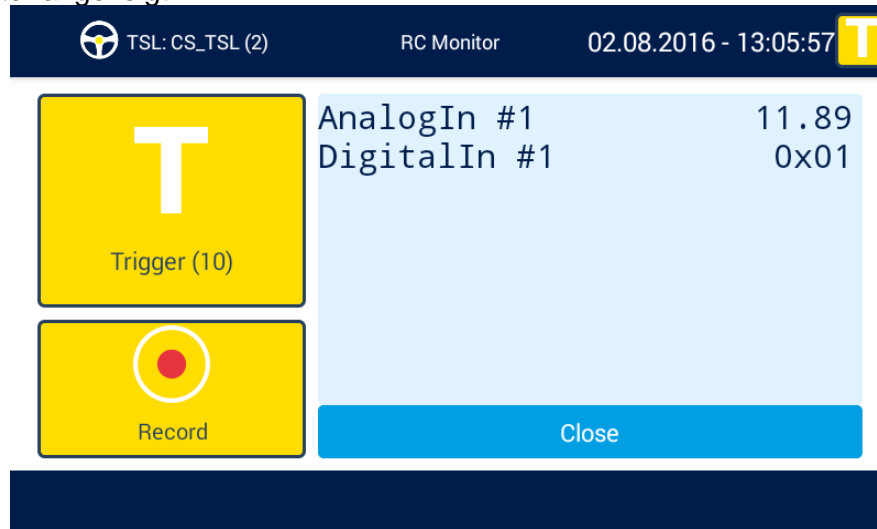 TSL: CS_TSL (2) RC Monitor 02.08.2016 - 13:05:57 T
T
Trigger (10)
AnalogIn #1 11.89
DigitalIn #1 0x01
Record
Close